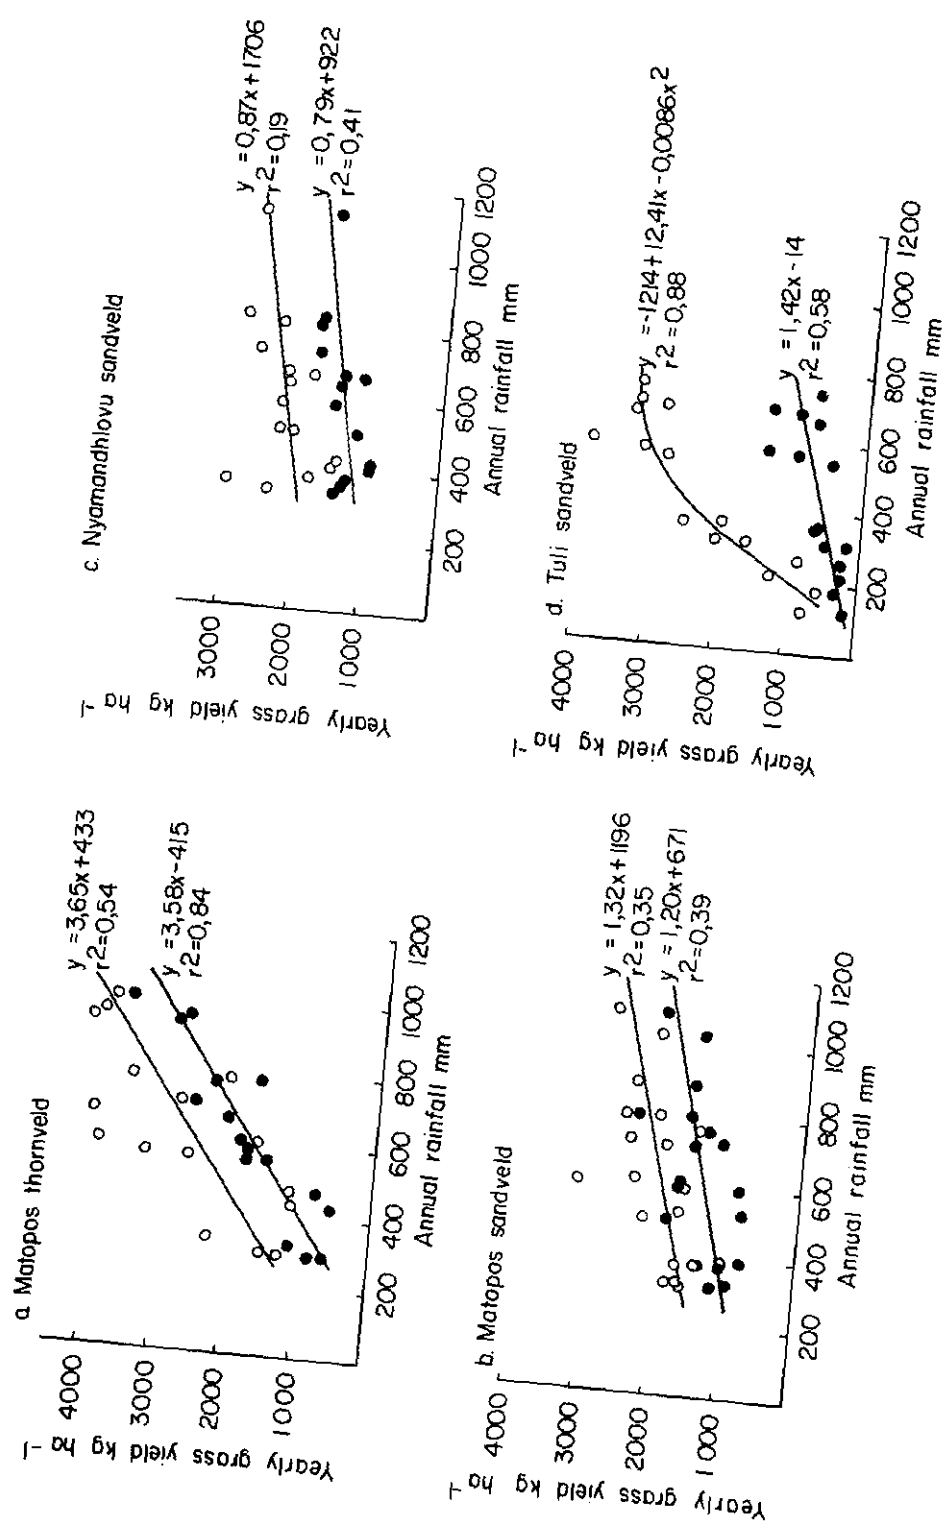 a Matopos thornveld
Yearly gross yield kg ha⁻¹
4000
3000
2000
1000
y =3,65x+433
r2=0,54
y =3,58x-415
r2=0,84
200 400 600 800 1000 1200
Annual rainfall mm
b. Matopos sandveld
Yearly gross yield kg ha⁻¹
4000
3000
2000
1000
y =1,32x+1196
r2=0,35
y =1,20x+671
r2=0,39
200 400 600 800 1000 1200
Annual rainfall mm
c. Nyamandhlovu sandveld
Yearly gross yield kg ha⁻¹
3000
2000
1000
y =0,87x+1706
r2=0,19
y =0,79x+922
r2=0,41
200 400 600 800 1000 1200
Annual rainfall mm
d. Tuli sandveld
Yearly grass yield kg ha⁻¹
4000
3000
2000
1000
y =-1214+12,41x-0,0086x2
r2=0,88
y =1,42x-14
r2=0,58
200 400 600 800 1000 1200
Annual rainfall mm